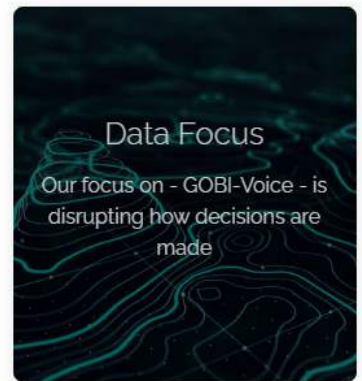 Data Focus
Our focus on - GOBI-Voice - is
disrupting how decisions are
made